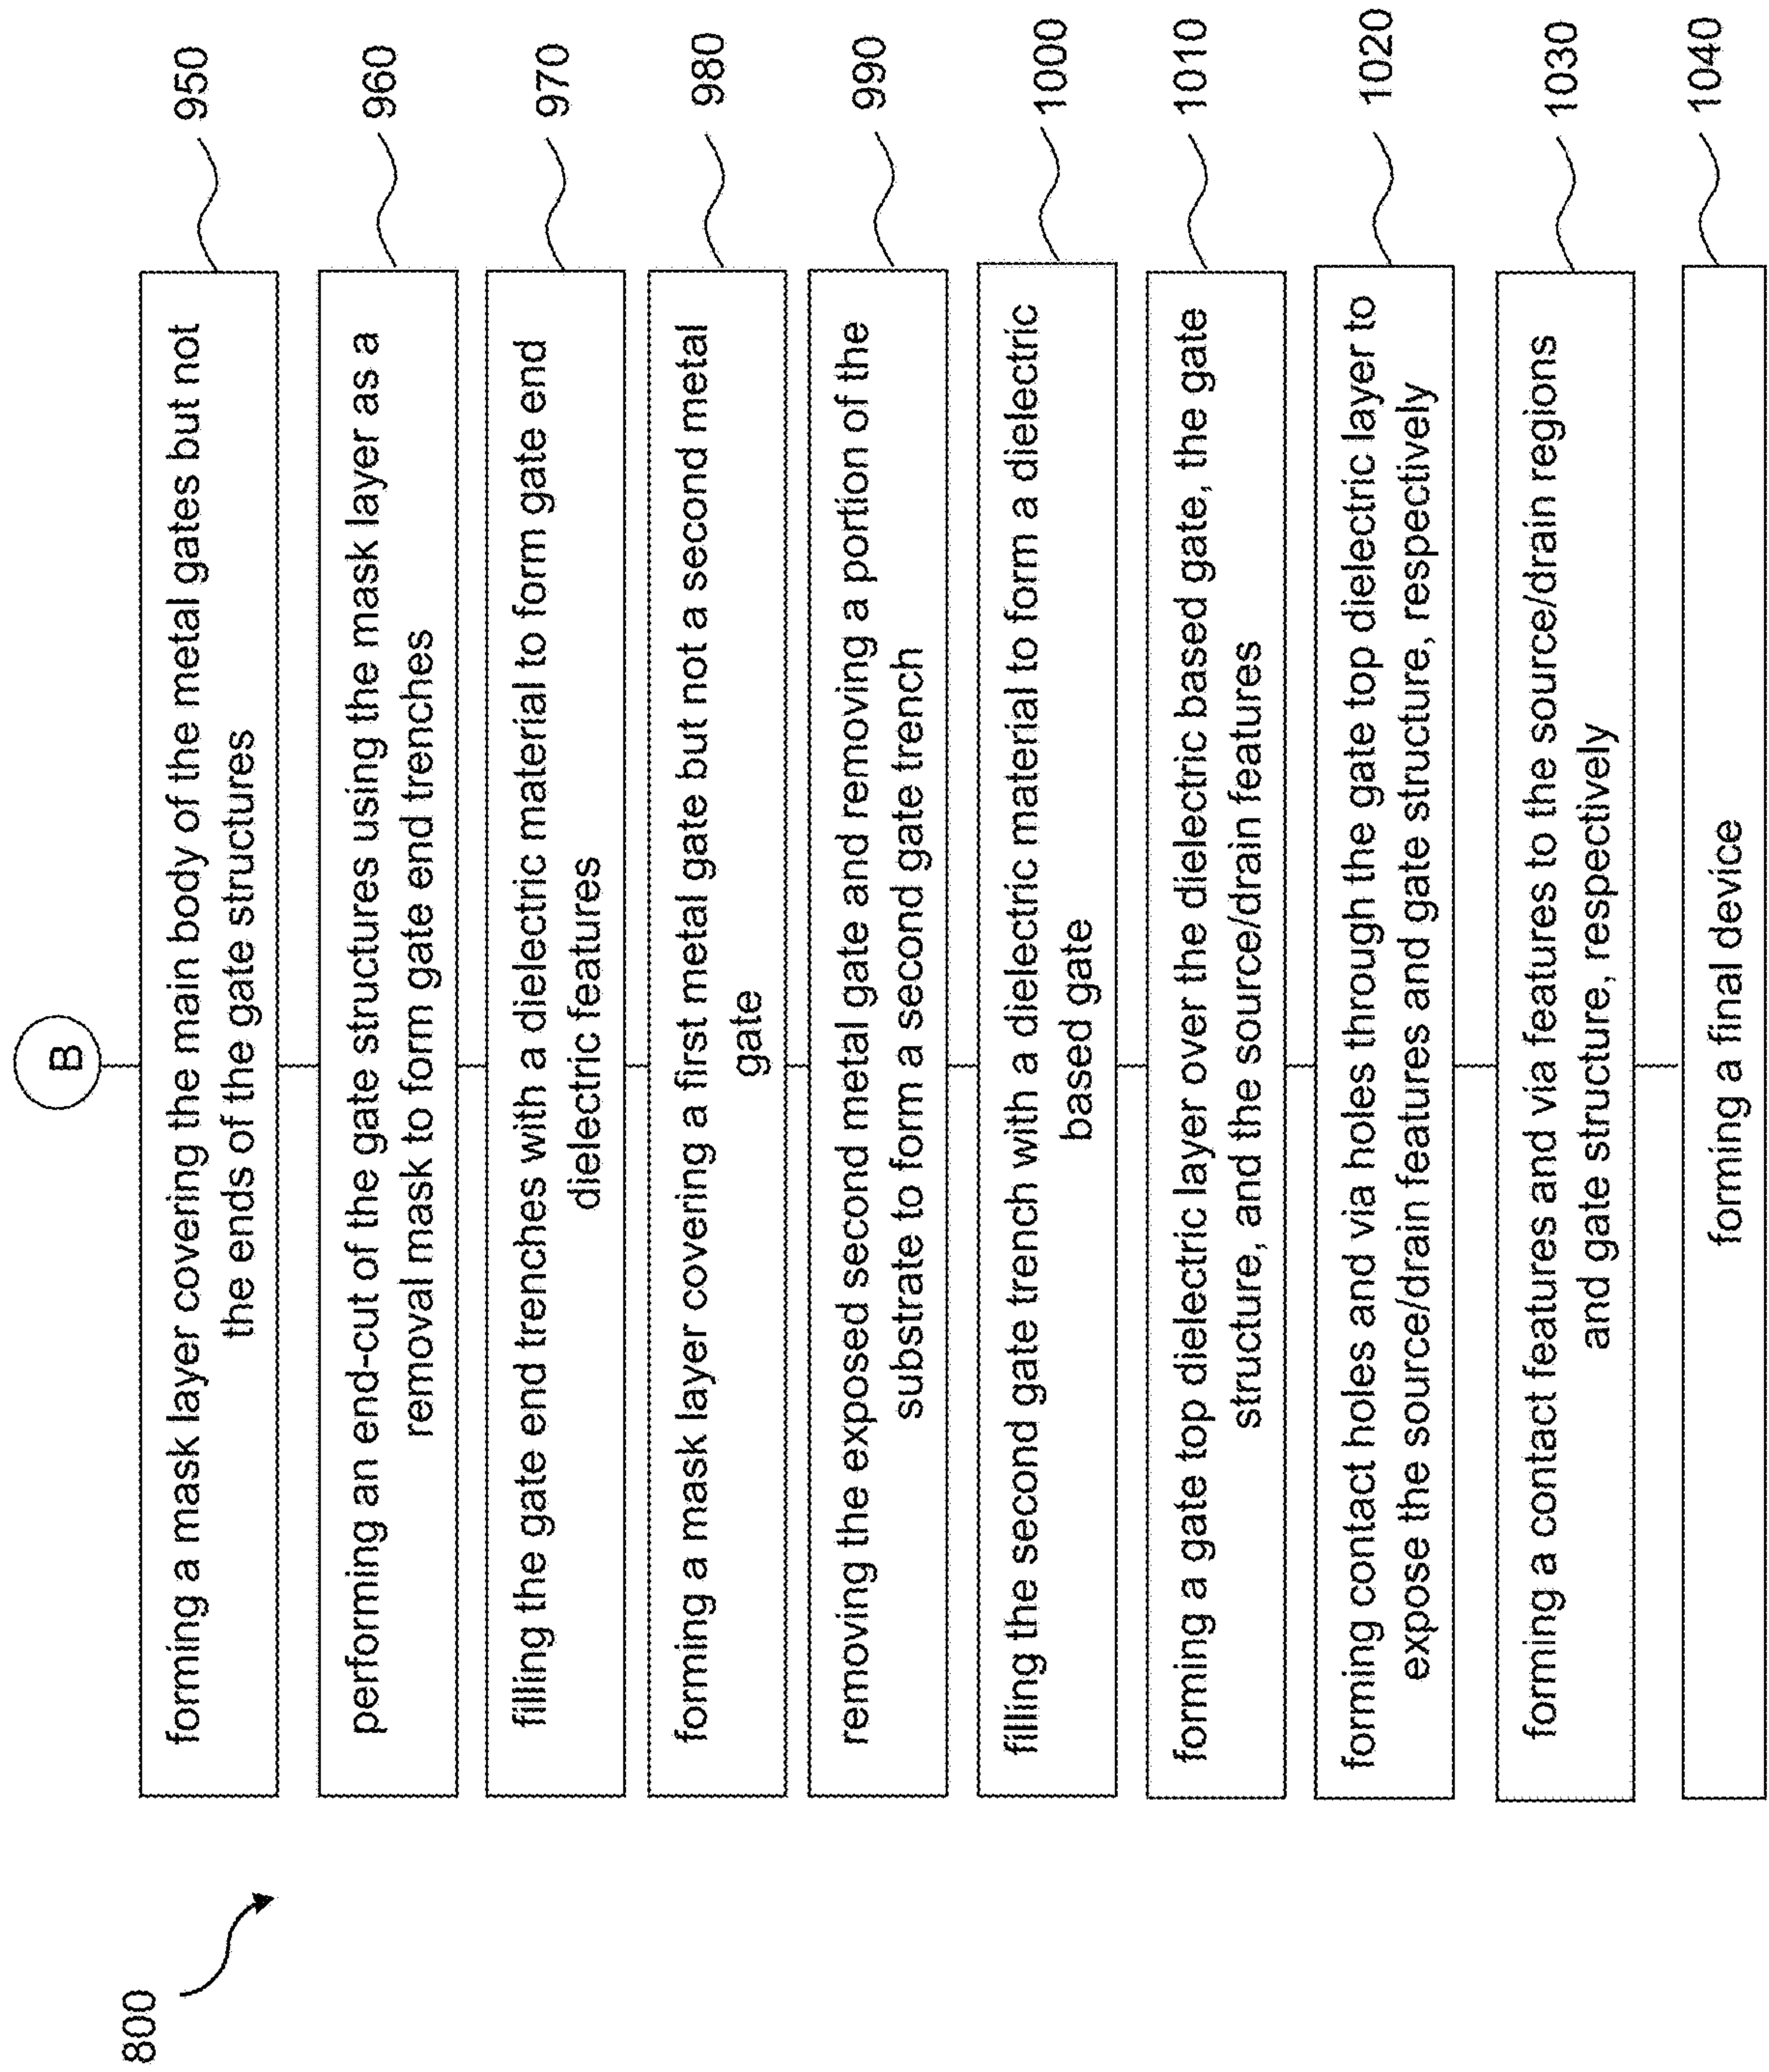 800
B
forming a mask layer covering the main body of the metal gates but not
the ends of the gate structures
950
performing an end-cut of the gate structures using the mask layer as a
removal mask to form gate end trenches
960
filling the gate end trenches with a dielectric material to form gate end
dielectric features
970
forming a mask layer covering a first metal gate but not a second metal
gate
980
removing the exposed second metal gate and removing a portion of the
substrate to form a second gate trench
990
filling the second gate trench with a dielectric material to form a dielectric
based gate
1000
forming a gate top dielectric layer over the dielectric based gate, the gate
structure, and the source/drain features
1010
forming contact holes and via holes through the gate top dielectric layer to
expose the source/drain features and gate structure, respectively
1020
forming a contact features and via features to the source/drain regions
and gate structure, respectively
1030
forming a final device
1040